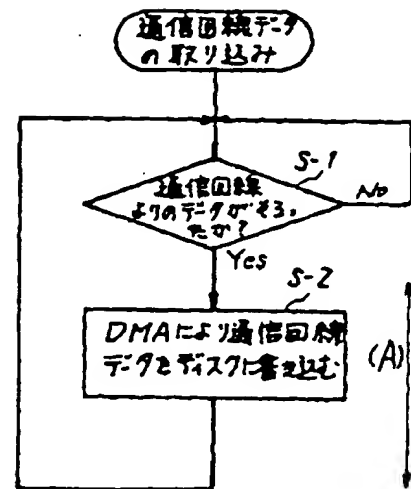 通信回線データ
の取り込み
S-1
通信回線
よりのデータがそろっ
たか?
No
Yes
S-2
DMAにより通信回線
データをディスクに書き込む
(A)